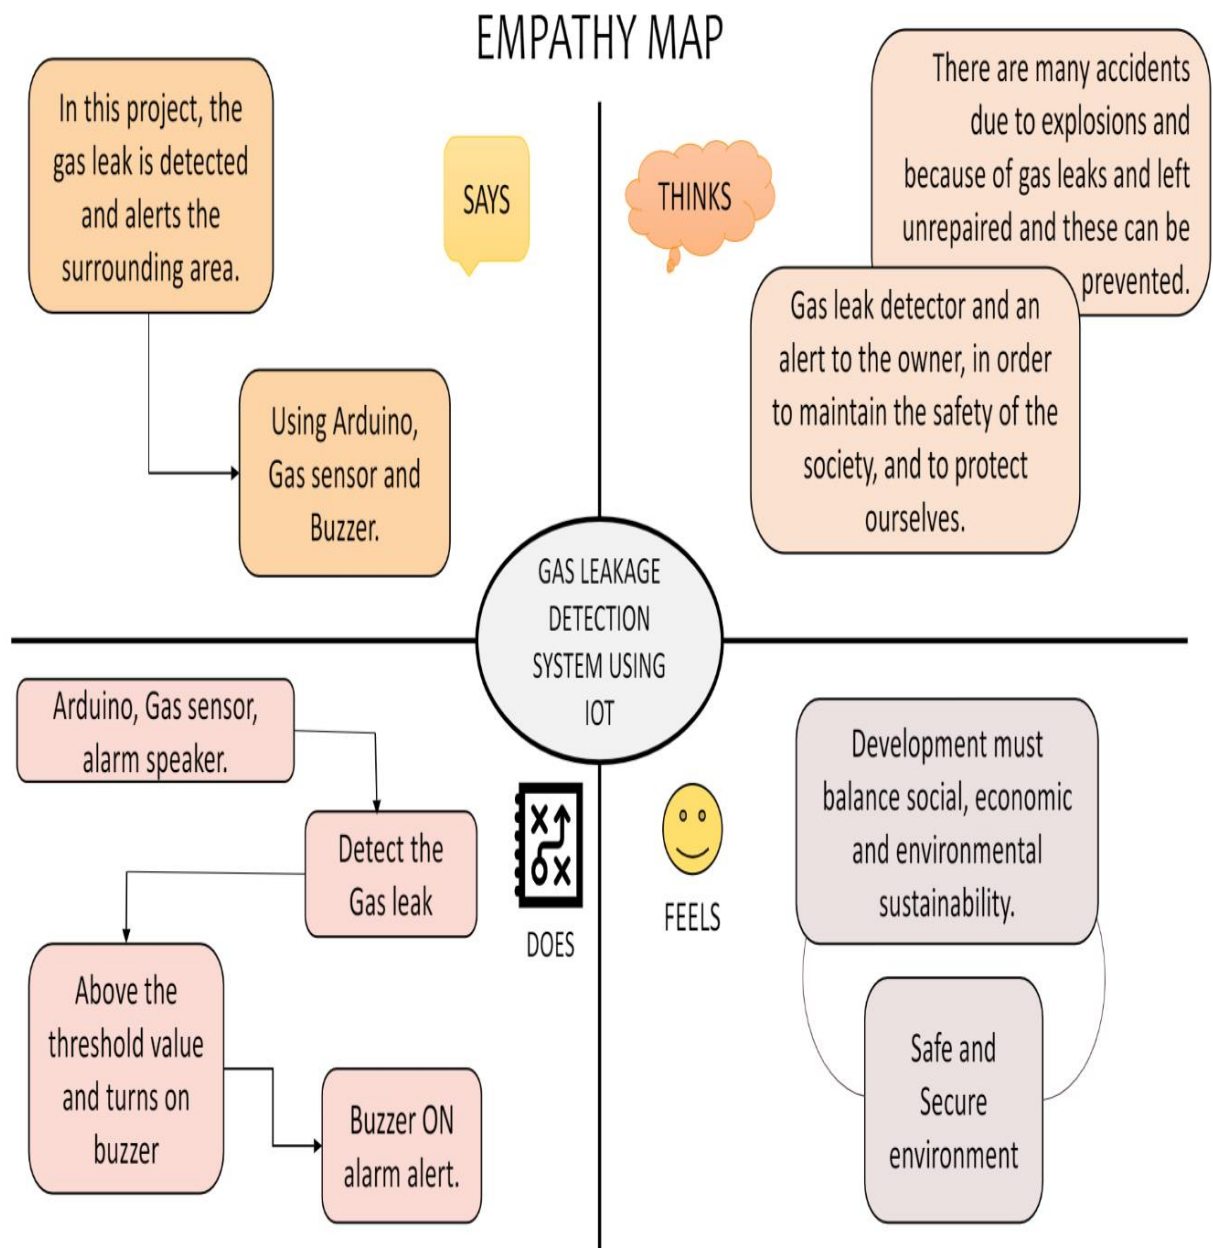 EMPATHY MAP
In this project, the
gas leak is detected
and alerts the
surrounding area.
SAYS
Using Arduino,
Gas sensor and
Buzzer.
THINKS
There are many accidents
due to explosions and
because of gas leaks and left
unrepaired and these can be
prevented.
Gas leak detector and an
alert to the owner, in order
to maintain the safety of the
society, and to protect
ourselves.
GAS LEAKAGE
DETECTION
SYSTEM USING
IOT
Arduino, Gas sensor,
alarm speaker.
Detect the
Gas leak
Above the
threshold value
and turns on
buzzer
Buzzer ON
alarm alert.
DOES
FEELS
Development must
balance social, economic
and environmental
sustainability.
Safe and
Secure
environment